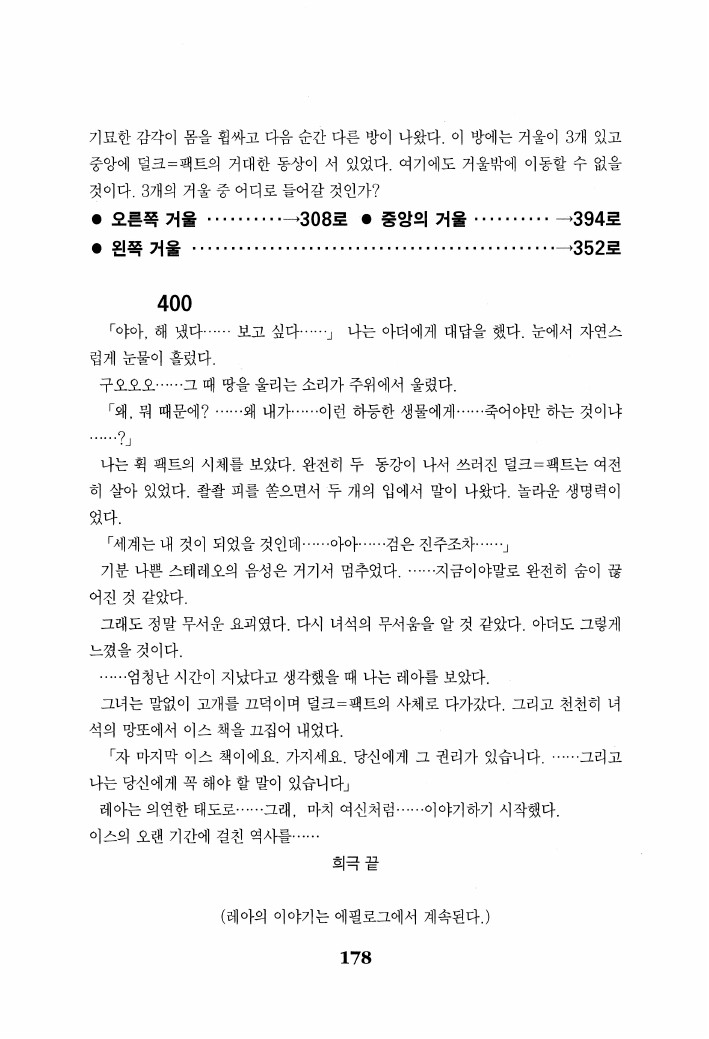 기묘한 감각이 몸을 휩싸고 다음 순간 다른 방이 나왔다. 이 방에는 거울이 3개 있고
중앙에 덜크=팩트의 거대한 동상이 서 있었다. 여기에도 거울밖에 이동할 수 없을
것이다. 3개의 거울 중 어디로 들어갈 것인가?
● 오른쪽 거울 ··········→308로 ● 중앙의 거울 ·········· →394로
● 왼쪽 거울 ···············································→352로
400
「야아, 해 냈다…… 보고 싶다……」 나는 아더에게 대답을 했다. 눈에서 자연스
럽게 눈물이 흘렀다.
구오오오……그 때 땅을 울리는 소리가 주위에서 울렸다.
「왜, 뭐 때문에? ……왜 내가……이런 하등한 생물에게……죽어야만 하는 것이냐
……?」
나는 휙 팩트의 시체를 보았다. 완전히 두 동강이 나서 쓰러진 덜크=팩트는 여전
히 살아 있었다. 좔좔 피를 쏟으면서 두 개의 입에서 말이 나왔다. 놀라운 생명력이
었다.
「세계는 내 것이 되었을 것인데……아아……검은 진주조차……」
기분 나쁜 스테레오의 음성은 거기서 멈추었다. ……지금이야말로 완전히 숨이 끊
어진 것 같았다.
그래도 정말 무서운 요괴였다. 다시 녀석의 무서움을 알 것 같았다. 아더도 그렇게
느꼈을 것이다.
……엄청난 시간이 지났다고 생각했을 때 나는 레아를 보았다.
그녀는 말없이 고개를 끄덕이며 덜크=팩트의 사체로 다가갔다. 그리고 천천히 녀
석의 망또에서 이스 책을 끄집어 내었다.
「자 마지막 이스 책이에요. 가지세요. 당신에게 그 권리가 있습니다. ……그리고
나는 당신에게 꼭 해야 할 말이 있습니다」
레아는 의연한 태도로……그래, 마치 여신처럼……이야기하기 시작했다.
이스의 오랜 기간에 걸친 역사를……
희극 끝
(레아의 이야기는 에필로그에서 계속된다.)
178